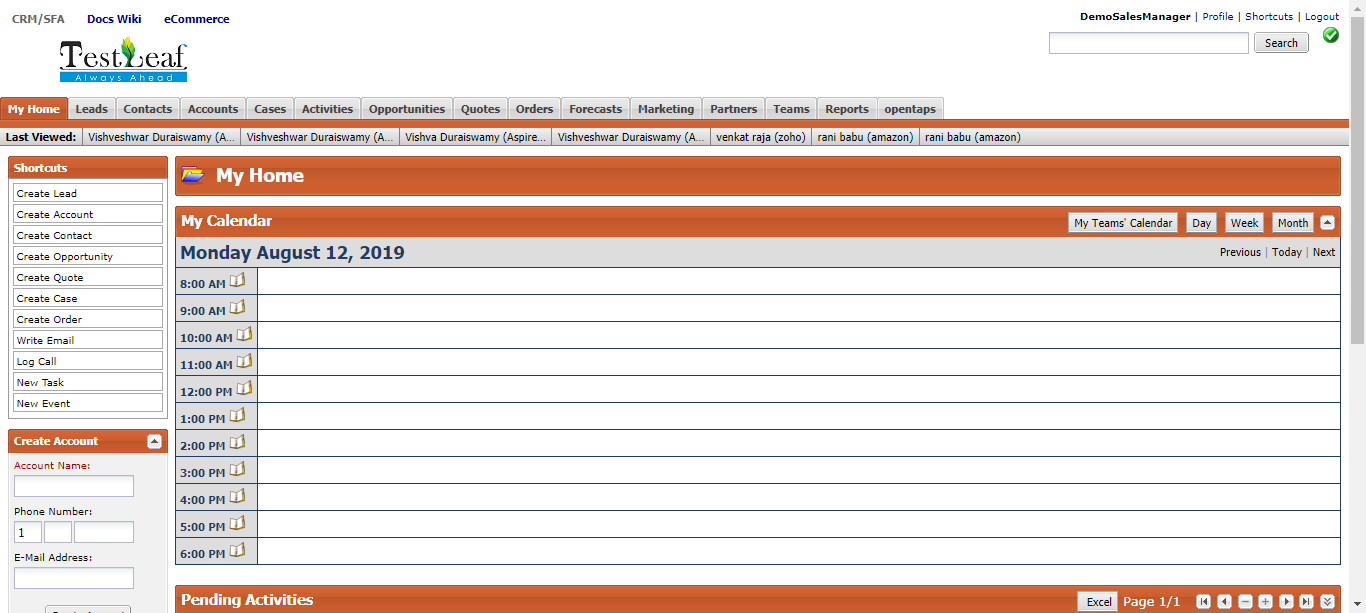 CRM/SFA Docs Wiki eCommerce
DemoSalesManager | Profile | Shortcuts | Logout
Search
TestLeaf
Always Ahead
My Home Leads Contacts Accounts Cases Activities Opportunities Quotes Orders Forecasts Marketing Partners Teams Reports opentaps
Last Viewed: Vishveshwar Duraiswamy (A... Vishveshwar Duraiswamy (A... Vishva Duraiswamy (Aspire... Vishveshwar Duraiswamy (A... venkat raja (zoho) rani babu (amazon) rani babu (amazon)
Shortcuts
Create Lead
Create Account
Create Contact
Create Opportunity
Create Quote
Create Case
Create Order
Write Email
Log Call
New Task
New Event
Create Account
Account Name:
Phone Number:
1
E-Mail Address:
My Home
My Calendar
My Teams' Calendar Day Week Month
Monday August 12, 2019
Previous | Today | Next
8:00 AM
9:00 AM
10:00 AM
11:00 AM
12:00 PM
1:00 PM
2:00 PM
3:00 PM
4:00 PM
5:00 PM
6:00 PM
Pending Activities
Excel Page 1/1